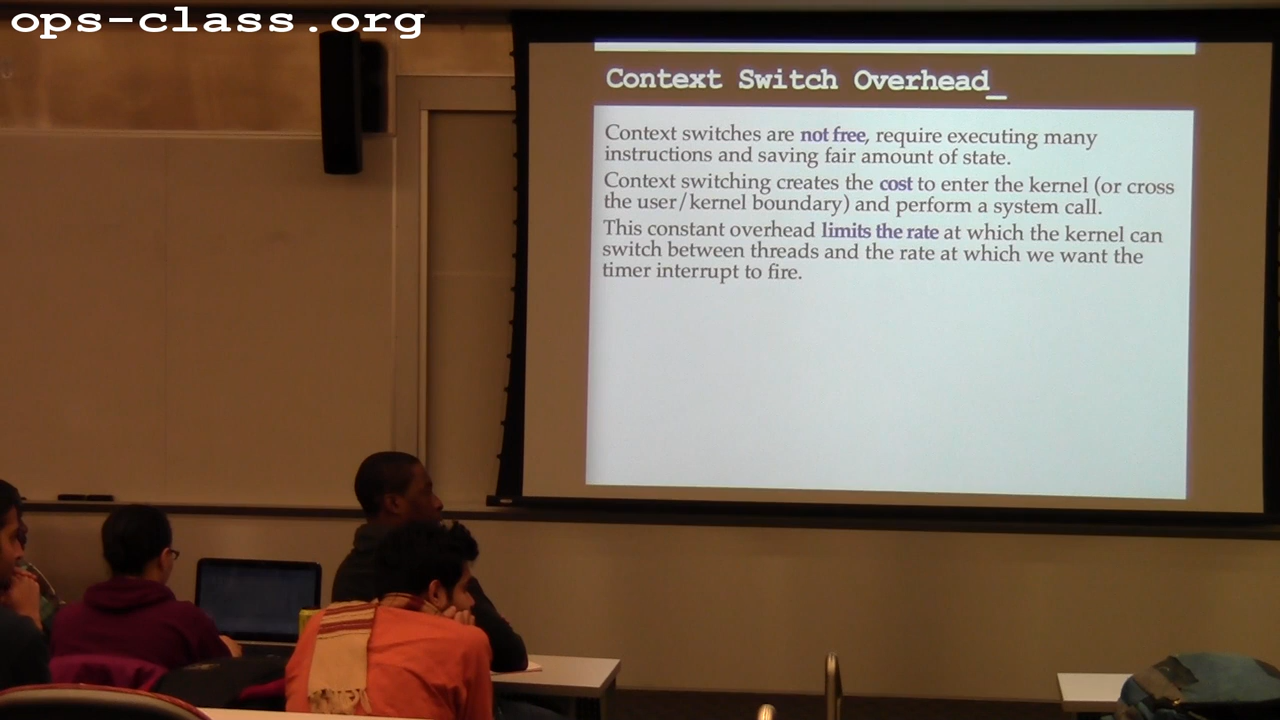 ops-class.org
Context Switch Overhead_
Context switches are not free, require executing many
instructions and saving fair amount of state.
Context switching creates the cost to enter the kernel (or cross
the user/kernel boundary) and perform a system call.
This constant overhead limits the rate at which the kernel can
switch between threads and the rate at which we want the
timer interrupt to fire.